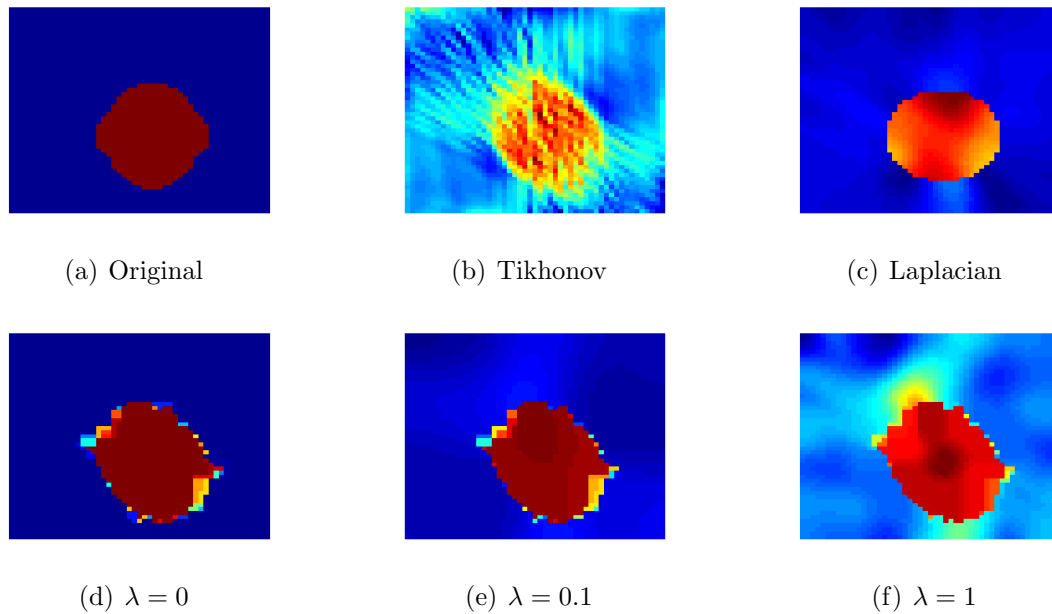 (a) Original
(b) Tikhonov
(c) Laplacian
(d) λ = 0
(e) λ = 0.1
(f) λ = 1